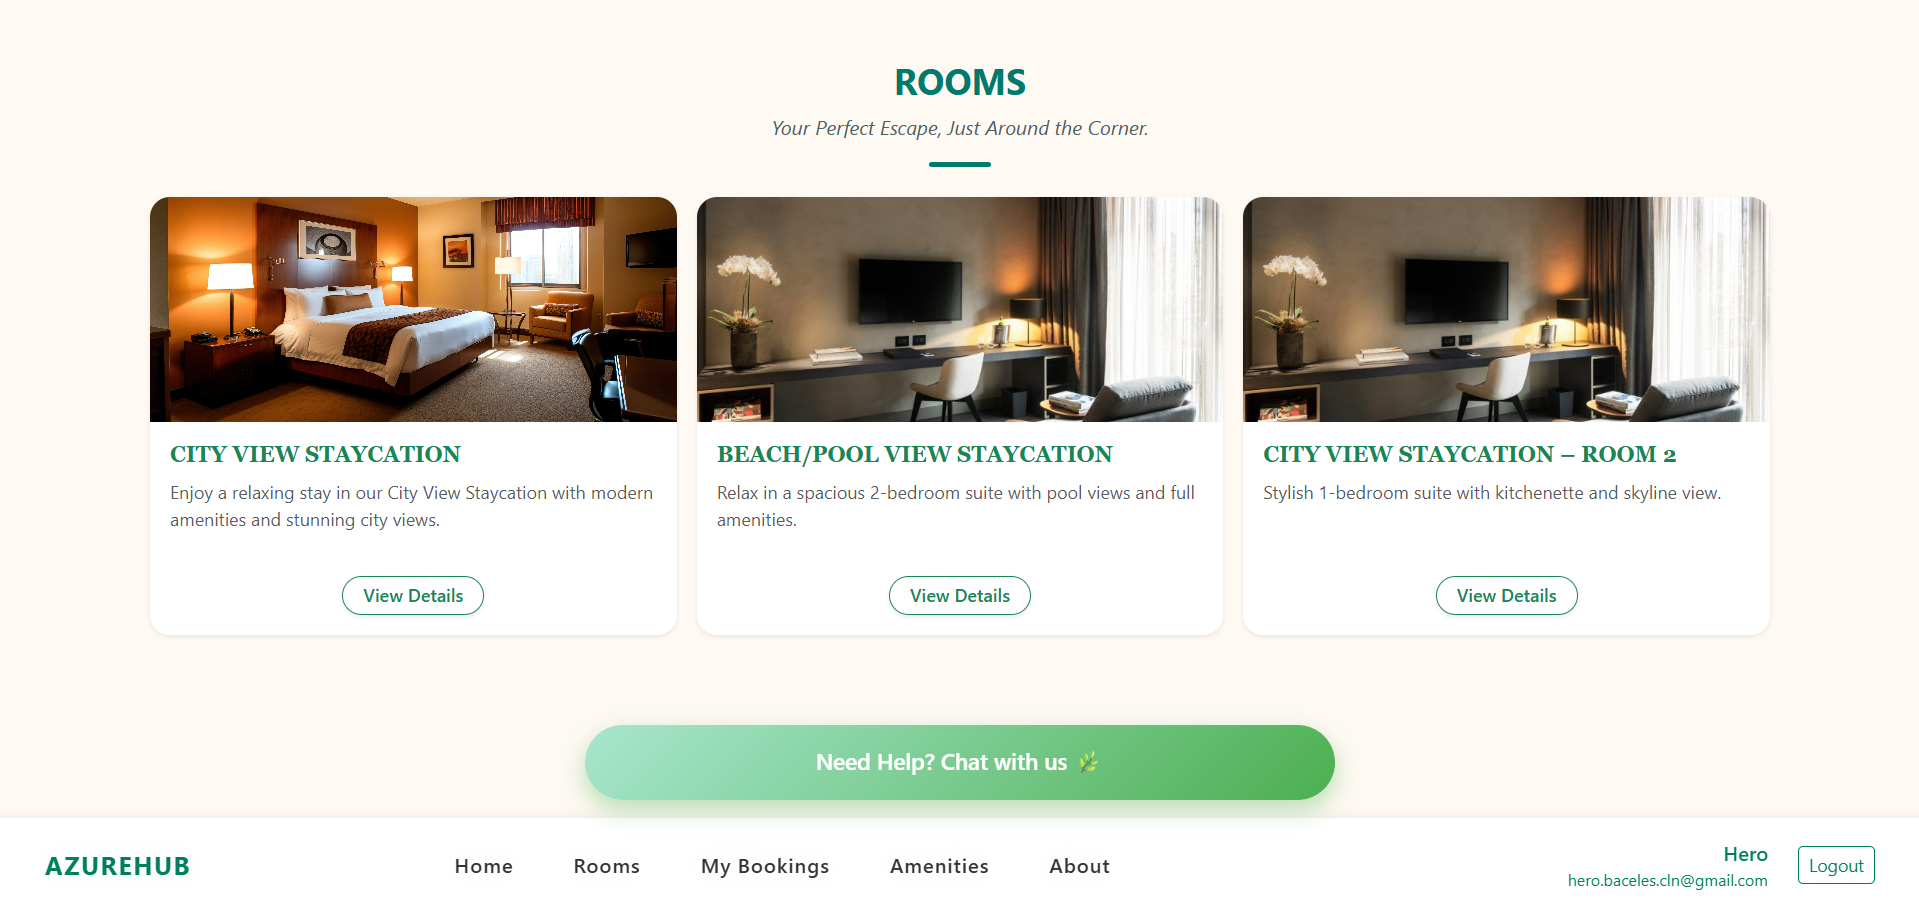 ROOMS
Your Perfect Escape, Just Around the Corner.
CITY VIEW STAYCATION
Enjoy a relaxing stay in our City View Staycation with modern
amenities and stunning city views.
View Details
BEACH/POOL VIEW STAYCATION
Relax in a spacious 2-bedroom suite with pool views and full
amenities.
View Details
CITY VIEW STAYCATION – ROOM 2
Stylish 1-bedroom suite with kitchenette and skyline view.
View Details
Need Help? Chat with us 🌿
AZUREHUB
Home
Rooms
My Bookings
Amenities
About
Hero
hero.baceles.cln@gmail.com
Logout